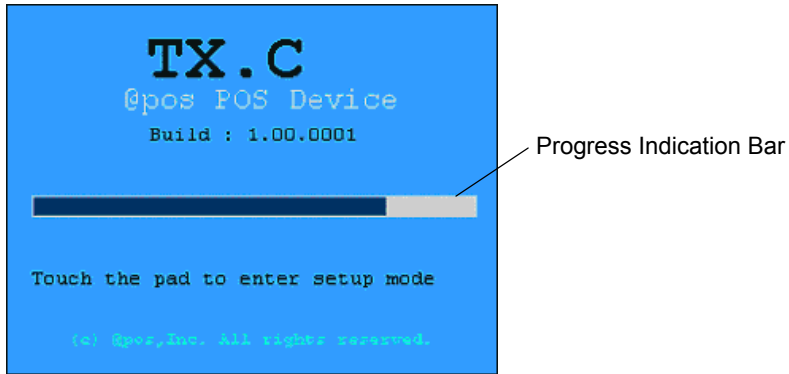 TX.C
@pos POS Device
Build : 1.00.0001
Progress Indication Bar
Touch the pad to enter setup mode
(c) @pos,Inc. All rights reserved.